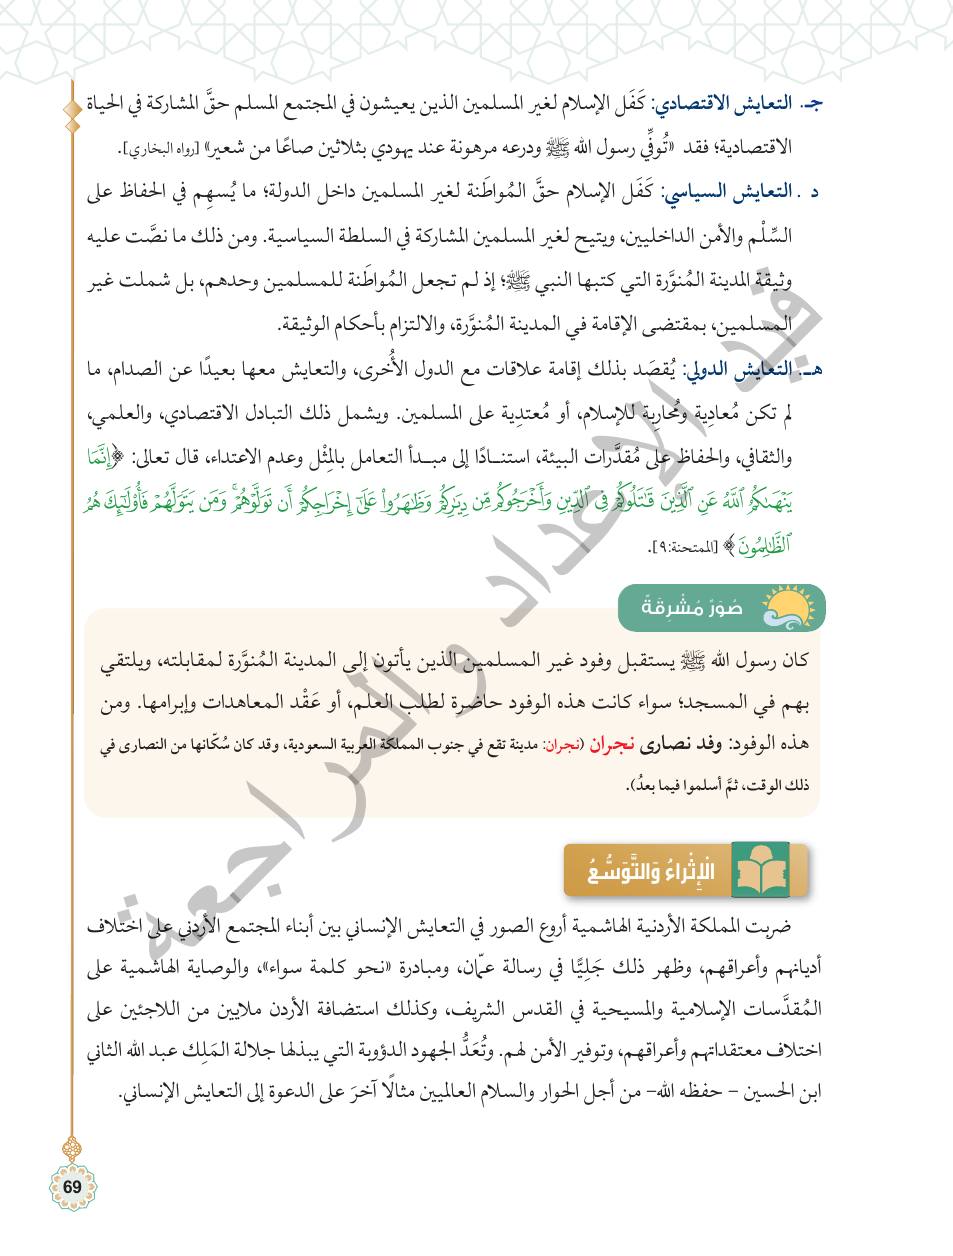 جـ. التعايش الاقتصادي: كَفَل الإسلام لغير المسلمين الذين يعيشون في المجتمع المسلم حقَّ المشاركة في الحياة
الاقتصادية؛ فقد «تُوفِّي رسول الله ﷺ ودرعه مرهونة عند يهودي بثلاثين صاعًا من شعير» [رواه البخاري].
د . التعايش السياسي: كَفَل الإسلام حقَّ المُواطَنة لغير المسلمين داخل الدولة؛ ما يُسهِم في الحفاظ على
السِّلْم والأمن الداخليين، ويتيح لغير المسلمين المشاركة في السلطة السياسية. ومن ذلك ما نصَّت عليه
وثيقة المدينة المُنوَّرة التي كتبها النبي ﷺ؛ إذ لم تجعل المُواطَنة للمسلمين وحدهم، بل شملت غير
المسلمين، بمقتضى الإقامة في المدينة المُنوَّرة، والالتزام بأحكام الوثيقة.
هـ. التعايش الدولي: يُقصَد بذلك إقامة علاقات مع الدول الأُخرى، والتعايش معها بعيدًا عن الصدام، ما
لم تكن مُعادِية ومُحارِبة للإسلام، أو مُعتدِية على المسلمين. ويشمل ذلك التبادل الاقتصادي، والعلمي،
والثقافي، والحفاظ على مُقدَّرات البيئة، استنادًا إلى مبدأ التعامل بالمِثْل وعدم الاعتداء، قال تعالى: ﴿إِنَّمَا
يَنْهَىٰكُمُ ٱللَّهُ عَنِ ٱلَّذِينَ قَٰتَلُوكُمْ فِي ٱلدِّينِ وَأَخْرَجُوكُم مِّن دِيَٰرِكُمْ وَظَٰهَرُوا۟ عَلَىٰٓ إِخْرَاجِكُمْ أَن تَوَلَّوْهُمْ ۚ وَمَن يَتَوَلَّهُمْ فَأُو۟لَٰٓئِكَ هُمُ
ٱلظَّٰلِمُونَ﴾ [الممتحنة:٩].
صُوَرٌ مُشْرِقَةٌ
كان رسول الله ﷺ يستقبل وفود غير المسلمين الذين يأتون إلى المدينة المُنوَّرة لمقابلته، ويلتقي
بهم في المسجد؛ سواء كانت هذه الوفود حاضرة لطلب العلم، أو عَقْد المعاهدات وإبرامها. ومن
هذه الوفود: وفد نصارى نجران (نجران: مدينة تقع في جنوب المملكة العربية السعودية، وقد كان سُكّانها من النصارى في
ذلك الوقت، ثمَّ أسلموا فيما بعدُ).
الْإِثْراءُ وَالتَّوَسُّعُ
ضربت المملكة الأردنية الهاشمية أروع الصور في التعايش الإنساني بين أبناء المجتمع الأردني على اختلاف
أديانهم وأعراقهم، وظهر ذلك جَلِيًّا في رسالة عمّان، ومبادرة «نحو كلمة سواء»، والوصاية الهاشمية على
المُقدَّسات الإسلامية والمسيحية في القدس الشريف، وكذلك استضافة الأردن ملايين من اللاجئين على
اختلاف معتقداتهم وأعراقهم، وتوفير الأمن لهم. وتُعَدُّ الجهود الدؤوبة التي يبذلها جلالة المَلِك عبد الله الثاني
ابن الحسين – حفظه الله– من أجل الحوار والسلام العالميين مثالًا آخرَ على الدعوة إلى التعايش الإنساني.
69
قيد الإعداد والمراجعة